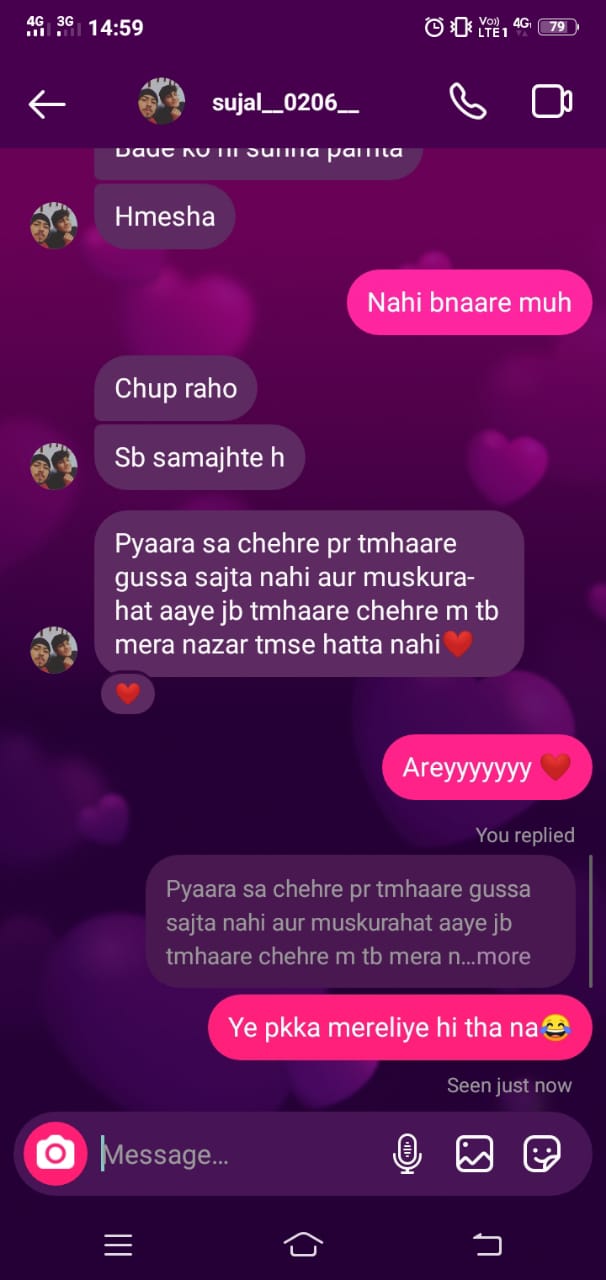 4G 3G 14:59 Vo)) LTE1 4G 79
sujal__0206__
Bade ko hi sunna parhta
Hmesha
Nahi bnaare muh
Chup raho
Sb samajhte h
Pyaara sa chehre pr tmhaare
gussa sajta nahi aur muskura-
hat aaye jb tmhaare chehre m tb
mera nazar tmse hatta nahi❤️
❤️
Areyyyyyyy ❤️
You replied
Pyaara sa chehre pr tmhaare gussa
sajta nahi aur muskurahat aaye jb
tmhaare chehre m tb mera n...more
Ye pkka mereliye hi tha na😂
Seen just now
Message...